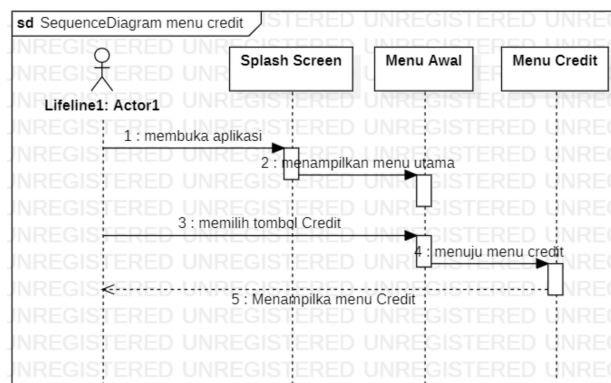 sd SequenceDiagram menu credit
Splash Screen
Menu Awal
Menu Credit
Lifeline1: Actor1
1 : membuka aplikasi
2 : menampilkan menu utama
3 : memilih tombol Credit
4 : menuju menu credit
5 : Menampilka menu Credit